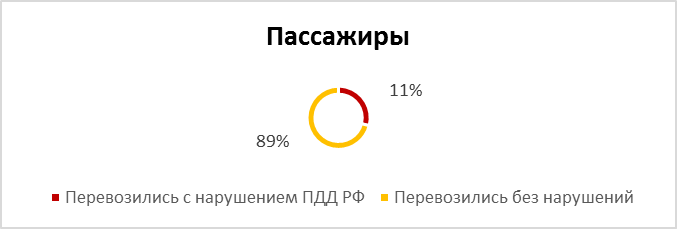 Пассажиры
11%
89%
Перевозились с нарушением ПДД РФ
Перевозились без нарушений